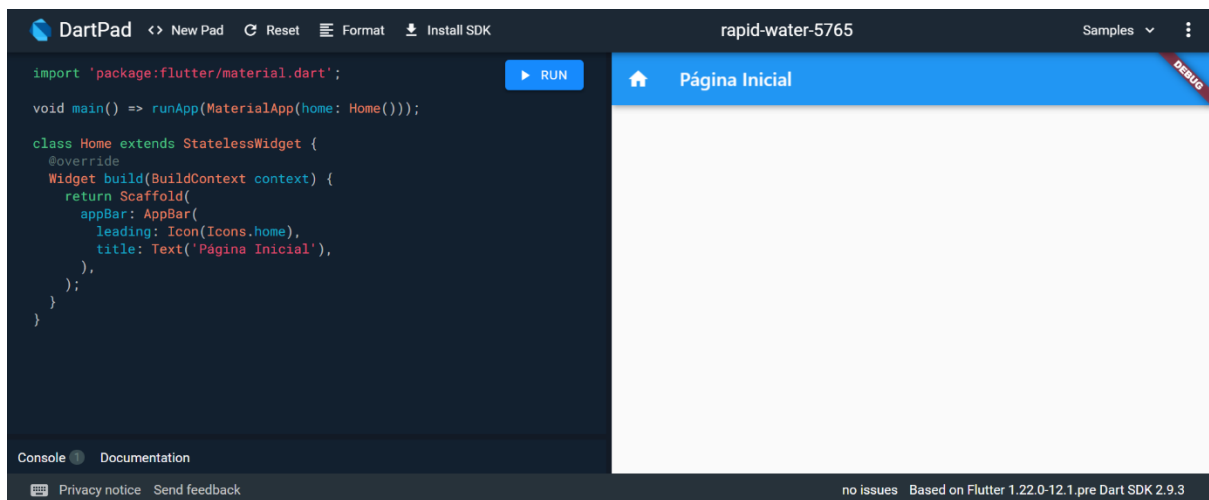 DartPad <> New Pad Reset Format Install SDK rapid-water-5765 Samples
import 'package:flutter/material.dart';
RUN
void main() => runApp(MaterialApp(home: Home()));
class Home extends StatelessWidget {
@override
Widget build(BuildContext context) {
return Scaffold(
appBar: AppBar(
leading: Icon(Icons.home),
title: Text('Página Inicial'),
),
);
}
}
Página Inicial
DEBUG
Console 1 Documentation
Privacy notice Send feedback
no issues Based on Flutter 1.22.0-12.1.pre Dart SDK 2.9.3